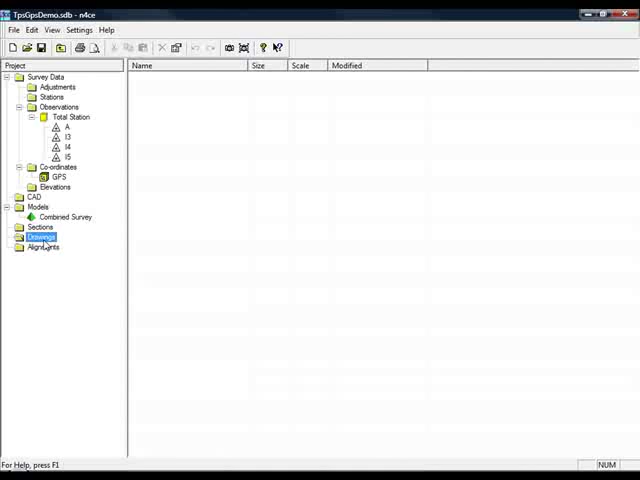 TpsGpsDemo.sdb - n4ce
File Edit View Settings Help
Project
Name Size Scale Modified
Survey Data
Adjustments
Stations
Observations
Total Station
A
I3
I4
I5
Co-ordinates
GPS
Elevations
CAD
Models
Combined Survey
Sections
Drawings
Alignments
For Help, press F1
NUM